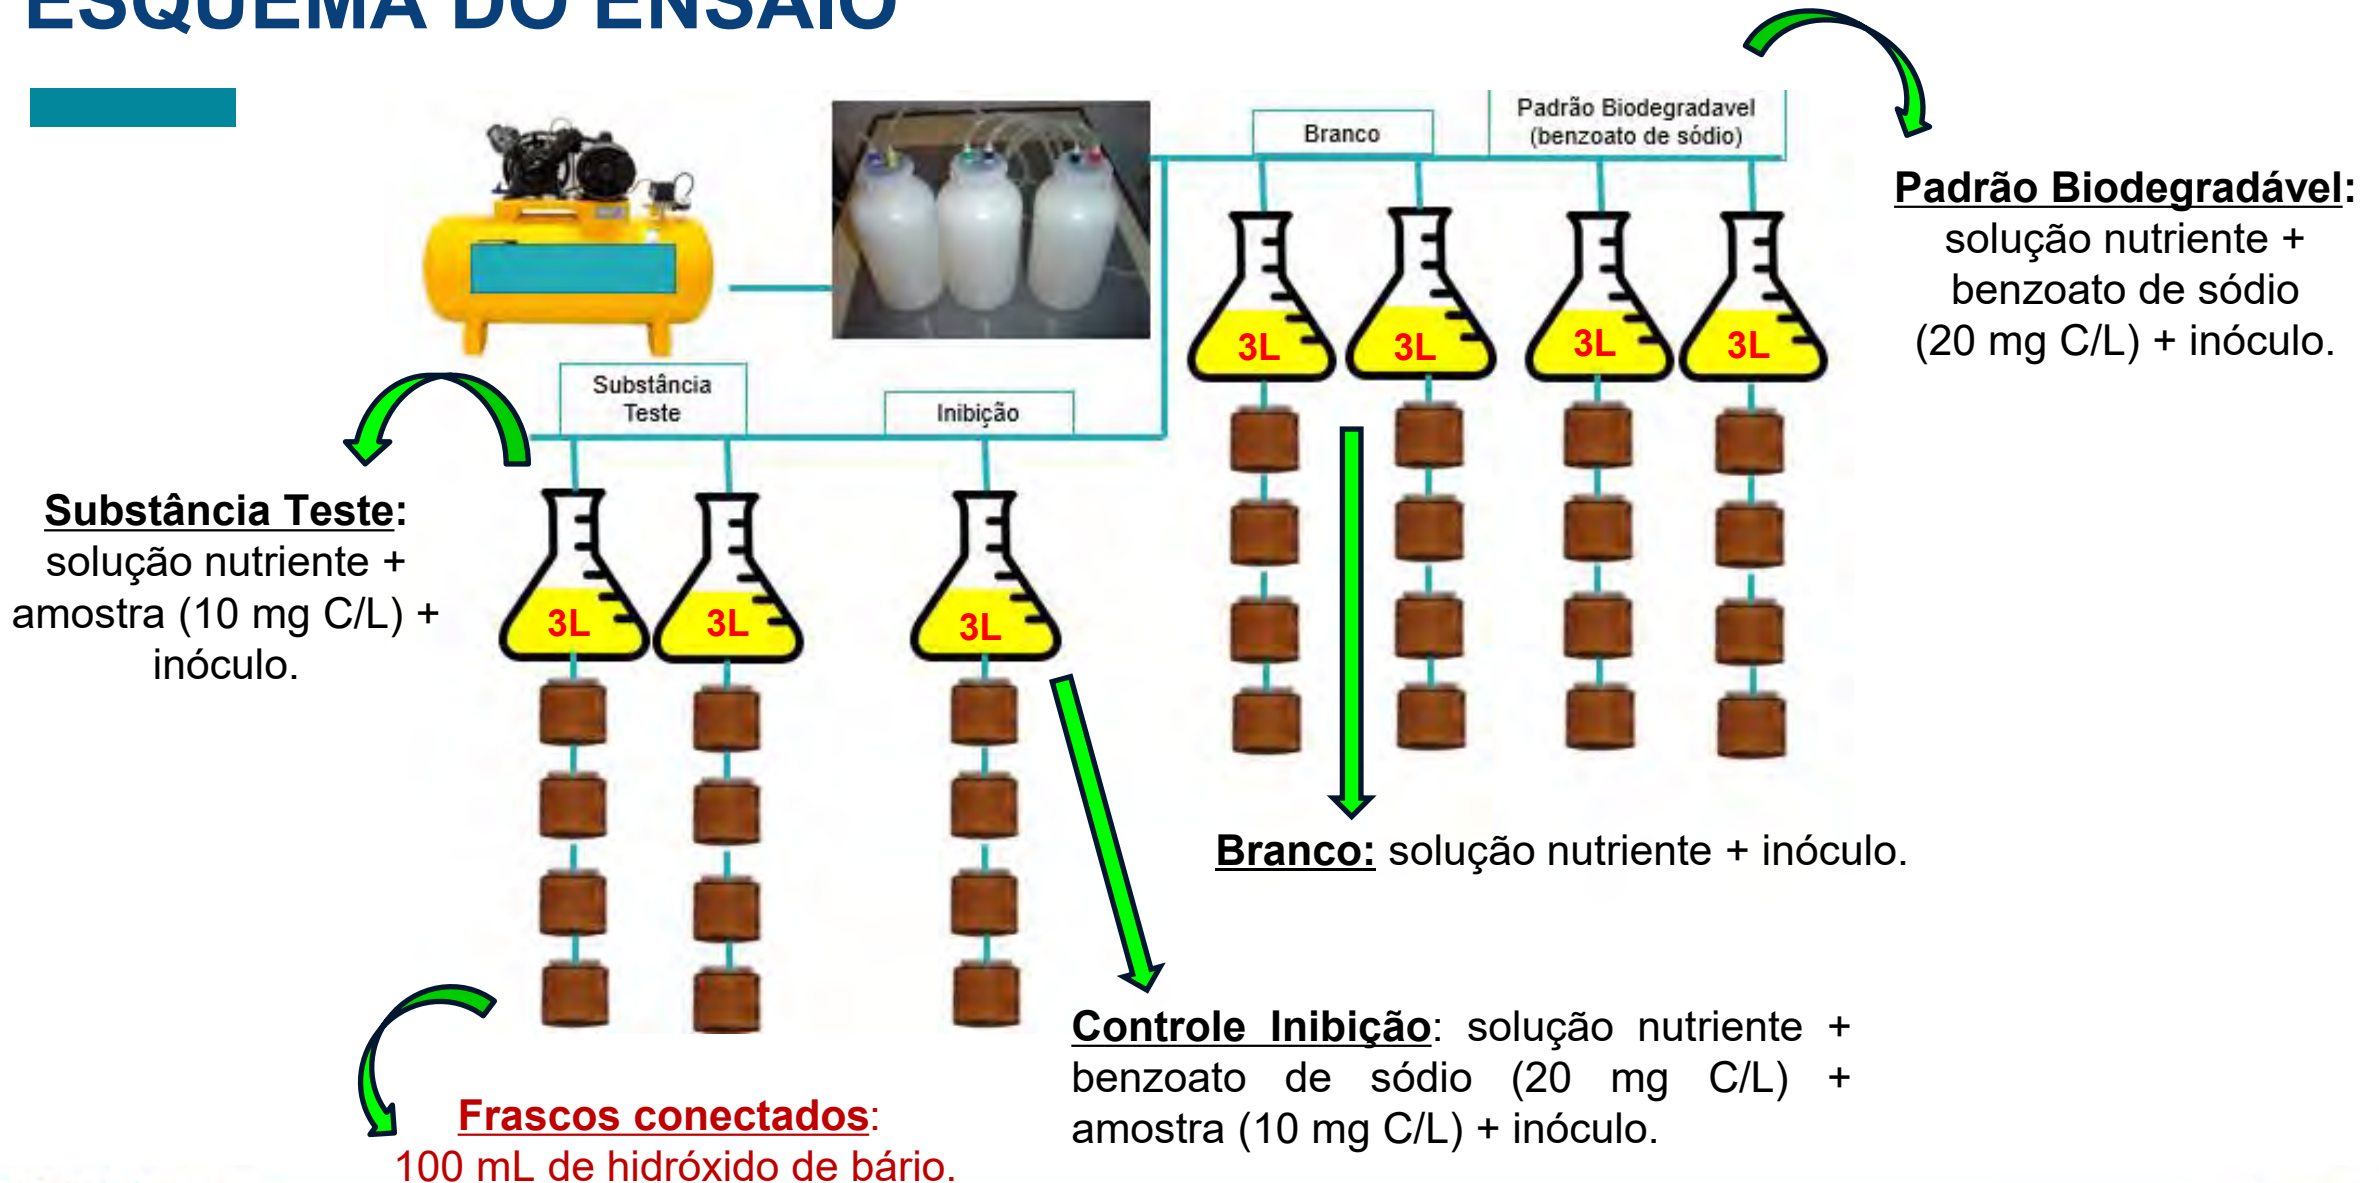 ESQUEMA DO ENSAIO
Branco
Padrão Biodegradavel
(benzoato de sódio)
Padrão Biodegradável:
solução nutriente +
benzoato de sódio
(20 mg C/L) + inóculo.
3L
3L
3L
3L
Substância
Teste
Inibição
Substância Teste:
solução nutriente +
amostra (10 mg C/L) +
inóculo.
3L
3L
3L
Branco: solução nutriente + inóculo.
Controle Inibição: solução nutriente +
benzoato de sódio (20 mg C/L) +
amostra (10 mg C/L) + inóculo.
Frascos conectados:
100 mL de hidróxido de bário.